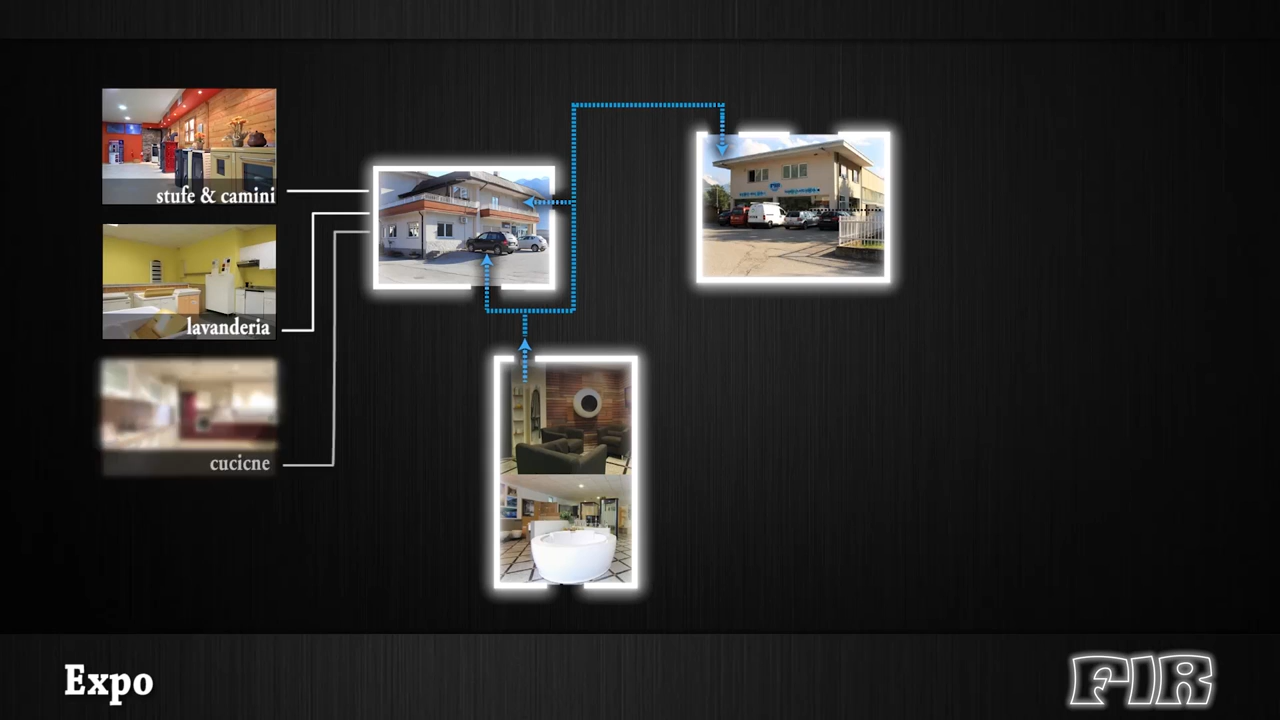 stufe & camini
lavanderia
cucicne
Expo
FIR